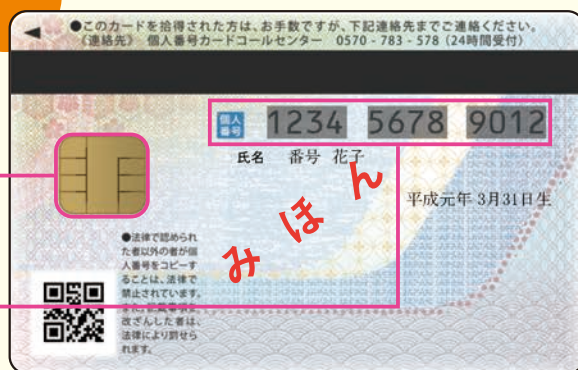 ●このカードを拾得された方は、お手数ですが、下記連絡先までご連絡ください。
《連絡先》 個人番号カードコールセンター 0570 - 783 - 578 (24時間受付)
個人番号 1234 5678 9012
氏名 番号 花子
平成元年 3月31日生
みほん
●法律で認められ
た者以外の者が個
人番号をコピーす
ることは、法律で
禁止されています。
改ざんした者は、
法律により罰せら
れます。